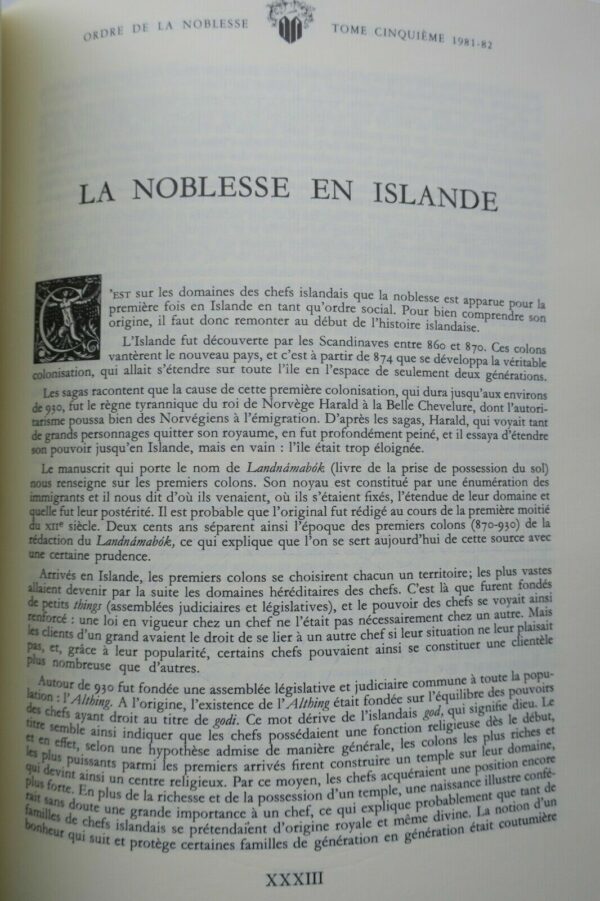 ORDRE DE LA NOBLESSE TOME CINQUIÈME 1981-82
LA NOBLESSE EN ISLANDE
C'EST sur les domaines des chefs islandais que la noblesse est apparue pour la
première fois en Islande en tant qu'ordre social. Pour bien comprendre son
origine, il faut donc remonter au début de l'histoire islandaise.
L'Islande fut découverte par les Scandinaves entre 860 et 870. Ces colons
vantèrent le nouveau pays, et c'est à partir de 874 que se développa la véritable
colonisation, qui allait s'étendre sur toute l'île en l'espace de seulement deux générations.
Les sagas racontent que la cause de cette première colonisation, qui dura jusqu'aux environs
de 930, fut le règne tyrannique du roi de Norvège Harald à la Belle Chevelure, dont l'autori-
tarisme poussa bien des Norvégiens à l'émigration. D'après les sagas, Harald, qui voyait tant
de grands personnages quitter son royaume, en fut profondément peiné, et il essaya d'étendre
son pouvoir jusqu'en Islande, mais en vain : l'île était trop éloignée.
Le manuscrit qui porte le nom de Landnámabók (livre de la prise de possession du sol)
nous renseigne sur les premiers colons. Son noyau est constitué par une énumération des
immigrants et il nous dit d'où ils venaient, où ils s'étaient fixés, l'étendue de leur domaine et
quelle fut leur postérité. Il est probable que l'original fut rédigé au cours de la première moitié
du XIIe siècle. Deux cents ans séparent ainsi l'époque des premiers colons (870-930) de la
rédaction du Landnámabók, ce qui explique que l'on se sert aujourd'hui de cette source avec
une certaine prudence.
Arrivés en Islande, les premiers colons se choisirent chacun un territoire; les plus vastes
allaient devenir par la suite les domaines héréditaires des chefs. C'est là que furent fondés
de petits things (assemblées judiciaires et législatives), et le pouvoir des chefs se voyait ainsi
renforcé : une loi en vigueur chez un chef ne l'était pas nécessairement chez un autre. Mais
les clients d'un grand avaient le droit de se lier à un autre chef si leur situation ne leur plaisait
pas, et, grâce à leur popularité, certains chefs pouvaient ainsi se constituer une clientèle
plus nombreuse que d'autres.
Autour de 930 fut fondée une assemblée législative et judiciaire commune à toute la popu-
lation : l'Althing. A l'origine, l'existence de l'Althing était fondée sur l'équilibre des pouvoirs
des chefs ayant droit au titre de godi. Ce mot dérive de l'islandais god, qui signifie dieu. Le
titre semble ainsi indiquer que les chefs possédaient une fonction religieuse dès le début,
et en effet, selon une hypothèse admise de manière générale, les colons les plus riches et
les plus puissants parmi les premiers arrivés firent construire un temple sur leur domaine,
qui devint ainsi un centre religieux. Par ce moyen, les chefs acquéraient une position encore
plus forte. En plus de la richesse et de la possession d'un temple, une naissance illustre confé-
rait sans doute une grande importance à un chef, ce qui explique probablement que tant de
familles de chefs islandais se prétendaient d'origine royale et même divine. La notion d'un
bonheur qui suit et protège certaines familles de génération en génération était coutumière
XXXIII